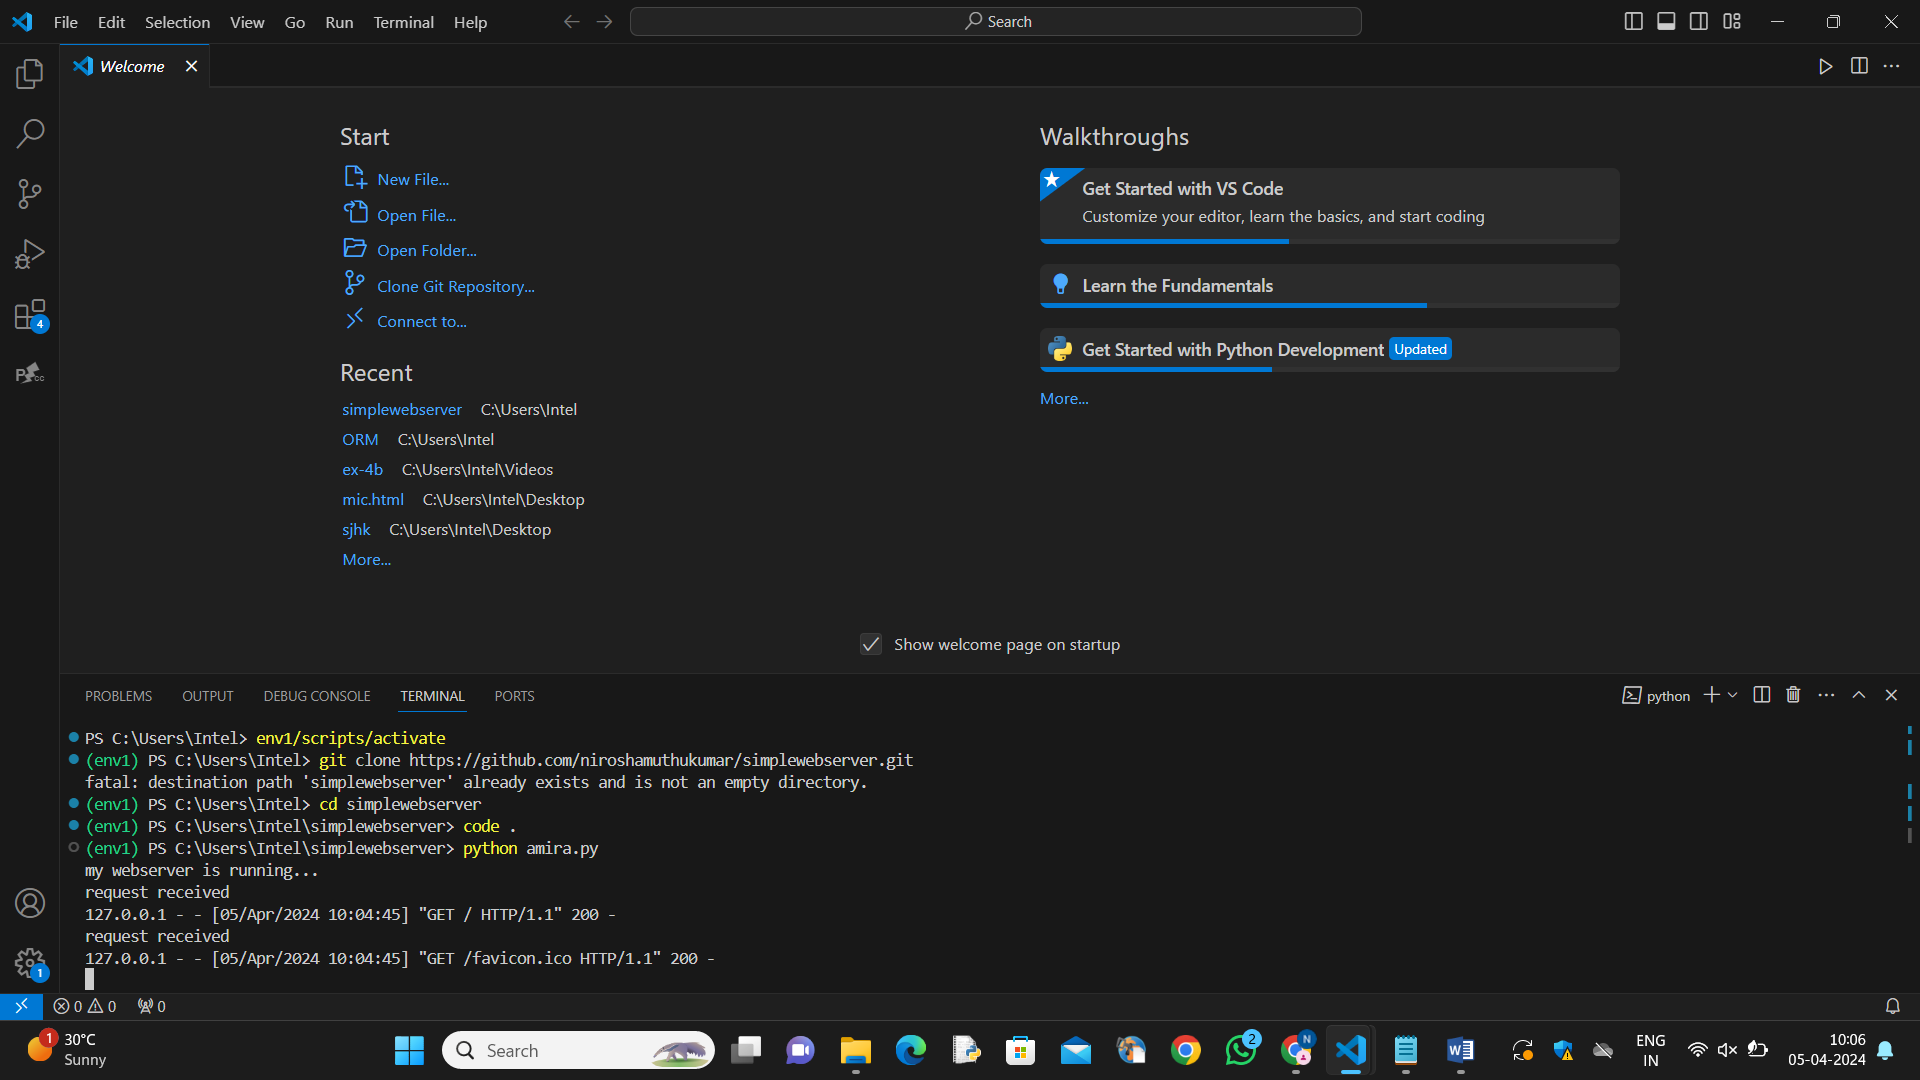 File Edit Selection View Go Run Terminal Help Search
Welcome
Start
New File...
Open File...
Open Folder...
Clone Git Repository...
Connect to...
Recent
simplewebserver C:\Users\Intel
ORM C:\Users\Intel
ex-4b C:\Users\Intel\Videos
mic.html C:\Users\Intel\Desktop
sjhk C:\Users\Intel\Desktop
More...
Walkthroughs
Get Started with VS Code
Customize your editor, learn the basics, and start coding
Learn the Fundamentals
Get Started with Python Development Updated
More...
Show welcome page on startup
4
1
PROBLEMS OUTPUT DEBUG CONSOLE TERMINAL PORTS python
PS C:\Users\Intel> env1/scripts/activate
(env1) PS C:\Users\Intel> git clone https://github.com/niroshamuthukumar/simplewebserver.git
fatal: destination path 'simplewebserver' already exists and is not an empty directory.
(env1) PS C:\Users\Intel> cd simplewebserver
(env1) PS C:\Users\Intel\simplewebserver> code .
(env1) PS C:\Users\Intel\simplewebserver> python amira.py
my webserver is running...
request received
127.0.0.1 - - [05/Apr/2024 10:04:45] "GET / HTTP/1.1" 200 -
request received
127.0.0.1 - - [05/Apr/2024 10:04:45] "GET /favicon.ico HTTP/1.1" 200 -
0 0 0
1 30°C
Sunny
Search
2
N
ENG
IN
10:06
05-04-2024